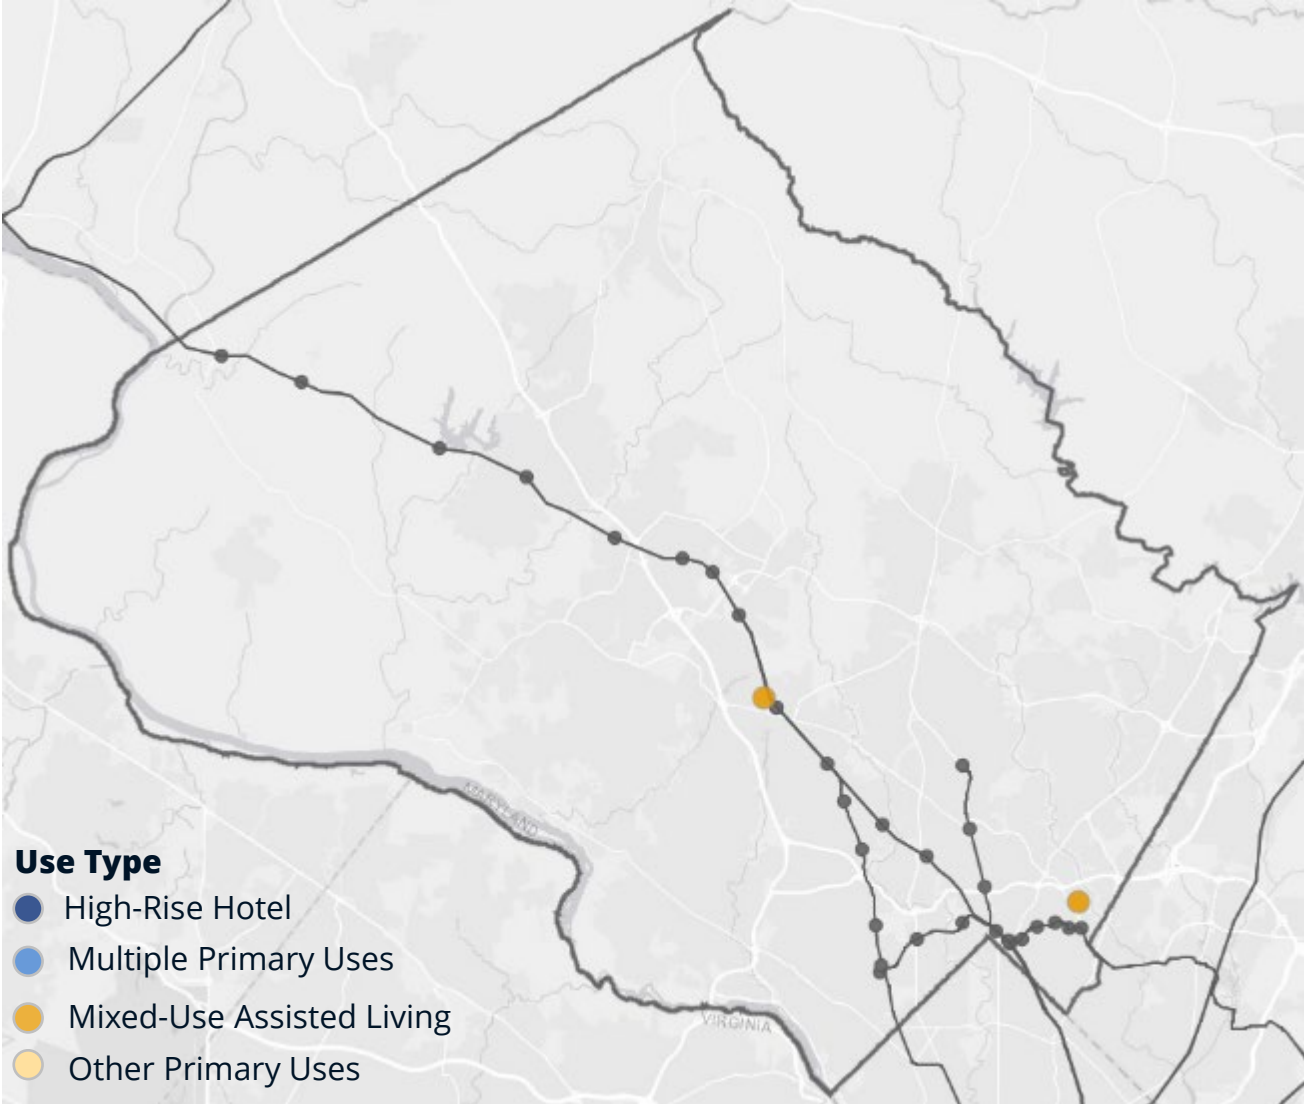 MARYLAND
VIRGINIA
Use Type
High-Rise Hotel
Multiple Primary Uses
Mixed-Use Assisted Living
Other Primary Uses